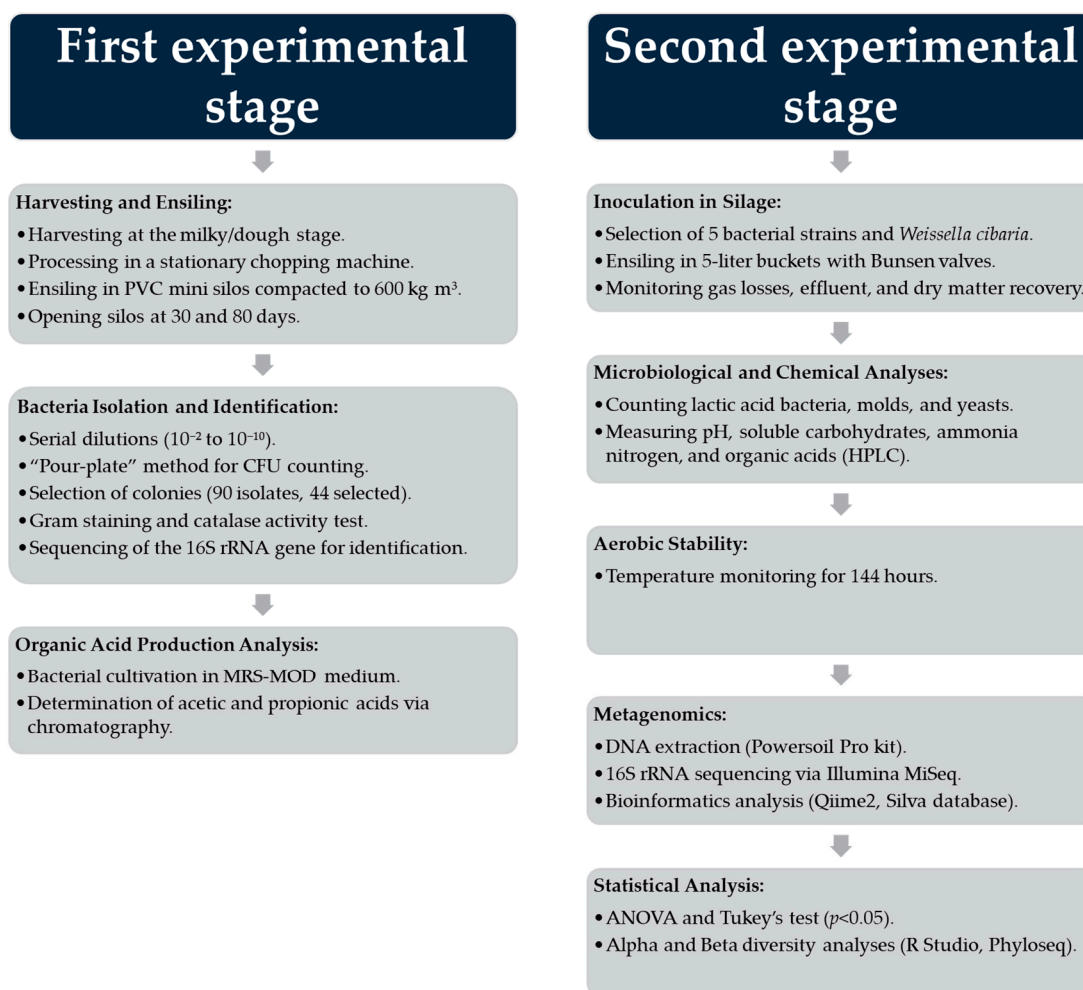 First experimental
stage
Harvesting and Ensiling:
•Harvesting at the milky/dough stage.
•Processing in a stationary chopping machine.
•Ensiling in PVC mini silos compacted to 600 kg m³.
•Opening silos at 30 and 80 days.
Bacteria Isolation and Identification:
•Serial dilutions (10⁻² to 10⁻¹⁰).
•“Pour-plate” method for CFU counting.
•Selection of colonies (90 isolates, 44 selected).
•Gram staining and catalase activity test.
•Sequencing of the 16S rRNA gene for identification.
Organic Acid Production Analysis:
•Bacterial cultivation in MRS-MOD medium.
•Determination of acetic and propionic acids via
chromatography.
Second experimental
stage
Inoculation in Silage:
•Selection of 5 bacterial strains and Weissella cibaria.
•Ensiling in 5-liter buckets with Bunsen valves.
•Monitoring gas losses, effluent, and dry matter recovery.
Microbiological and Chemical Analyses:
•Counting lactic acid bacteria, molds, and yeasts.
•Measuring pH, soluble carbohydrates, ammonia
nitrogen, and organic acids (HPLC).
Aerobic Stability:
•Temperature monitoring for 144 hours.
Metagenomics:
•DNA extraction (Powersoil Pro kit).
•16S rRNA sequencing via Illumina MiSeq.
•Bioinformatics analysis (Qiime2, Silva database).
Statistical Analysis:
•ANOVA and Tukey’s test (p<0.05).
•Alpha and Beta diversity analyses (R Studio, Phyloseq).